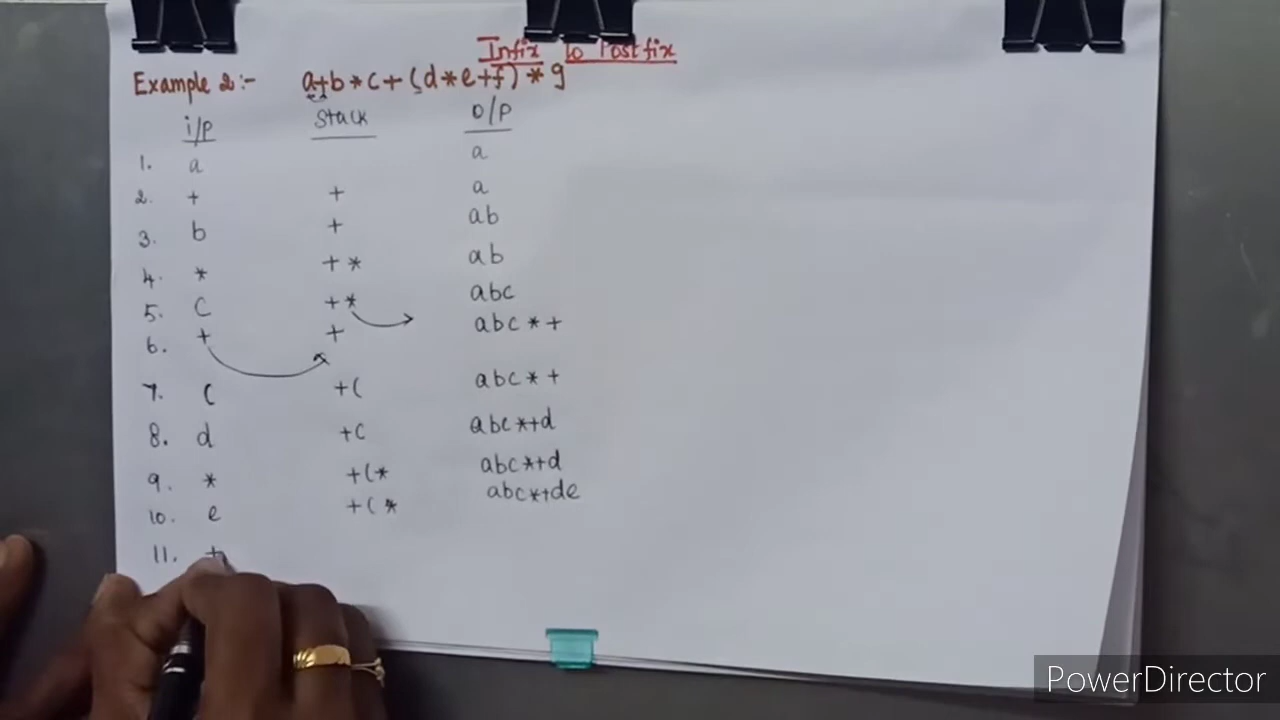 Infix to Postfix
Example 2:- a+b*c+(d*e+f)*g
i/p Stack O/P
1. a a
2. + + a
3. b + ab
4. * +* ab
5. C +* abc
6. + + abc*+
7. ( +( abc*+
8. d +( abc*+d
9. * +(* abc*+d
10. e +(* abc*+de
11. +
PowerDirector